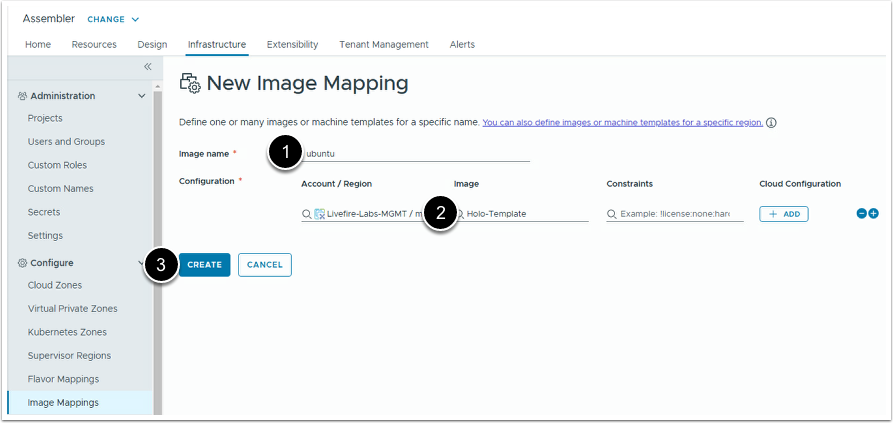 Assembler CHANGE
Home Resources Design Infrastructure Extensibility Tenant Management Alerts
Administration
Projects
Users and Groups
Custom Roles
Custom Names
Secrets
Settings
Configure
Cloud Zones
Virtual Private Zones
Kubernetes Zones
Supervisor Regions
Flavor Mappings
Image Mappings
New Image Mapping
Define one or many images or machine templates for a specific name. You can also define images or machine templates for a specific region.
Image name * 1 ubuntu
Configuration *
Account / Region Image Constraints Cloud Configuration
Livefire-Labs-MGMT / m 2 Holo-Template Example: !license:none:hard + ADD
3 CREATE CANCEL